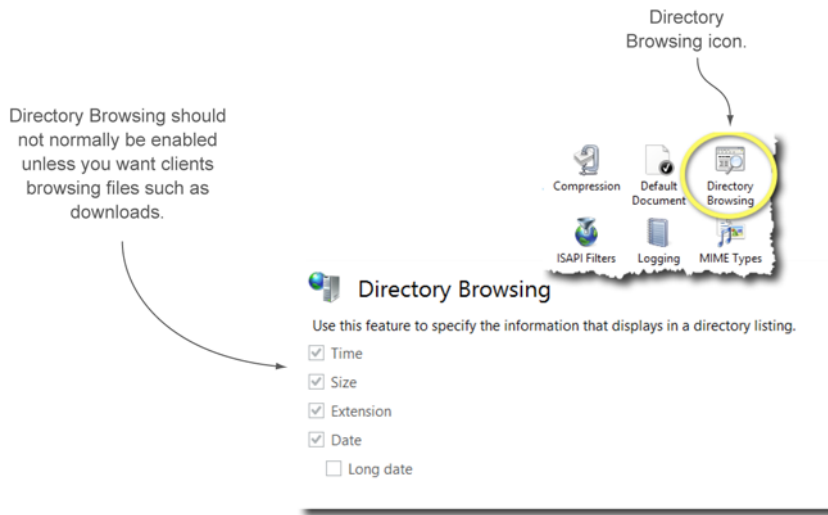 Directory
Browsing icon.
Directory Browsing should
not normally be enabled
unless you want clients
browsing files such as
downloads.
Compression
Default
Document
Directory
Browsing
ISAPI Filters
Logging
MIME Types
Directory Browsing
Use this feature to specify the information that displays in a directory listing.
Time
Size
Extension
Date
Long date